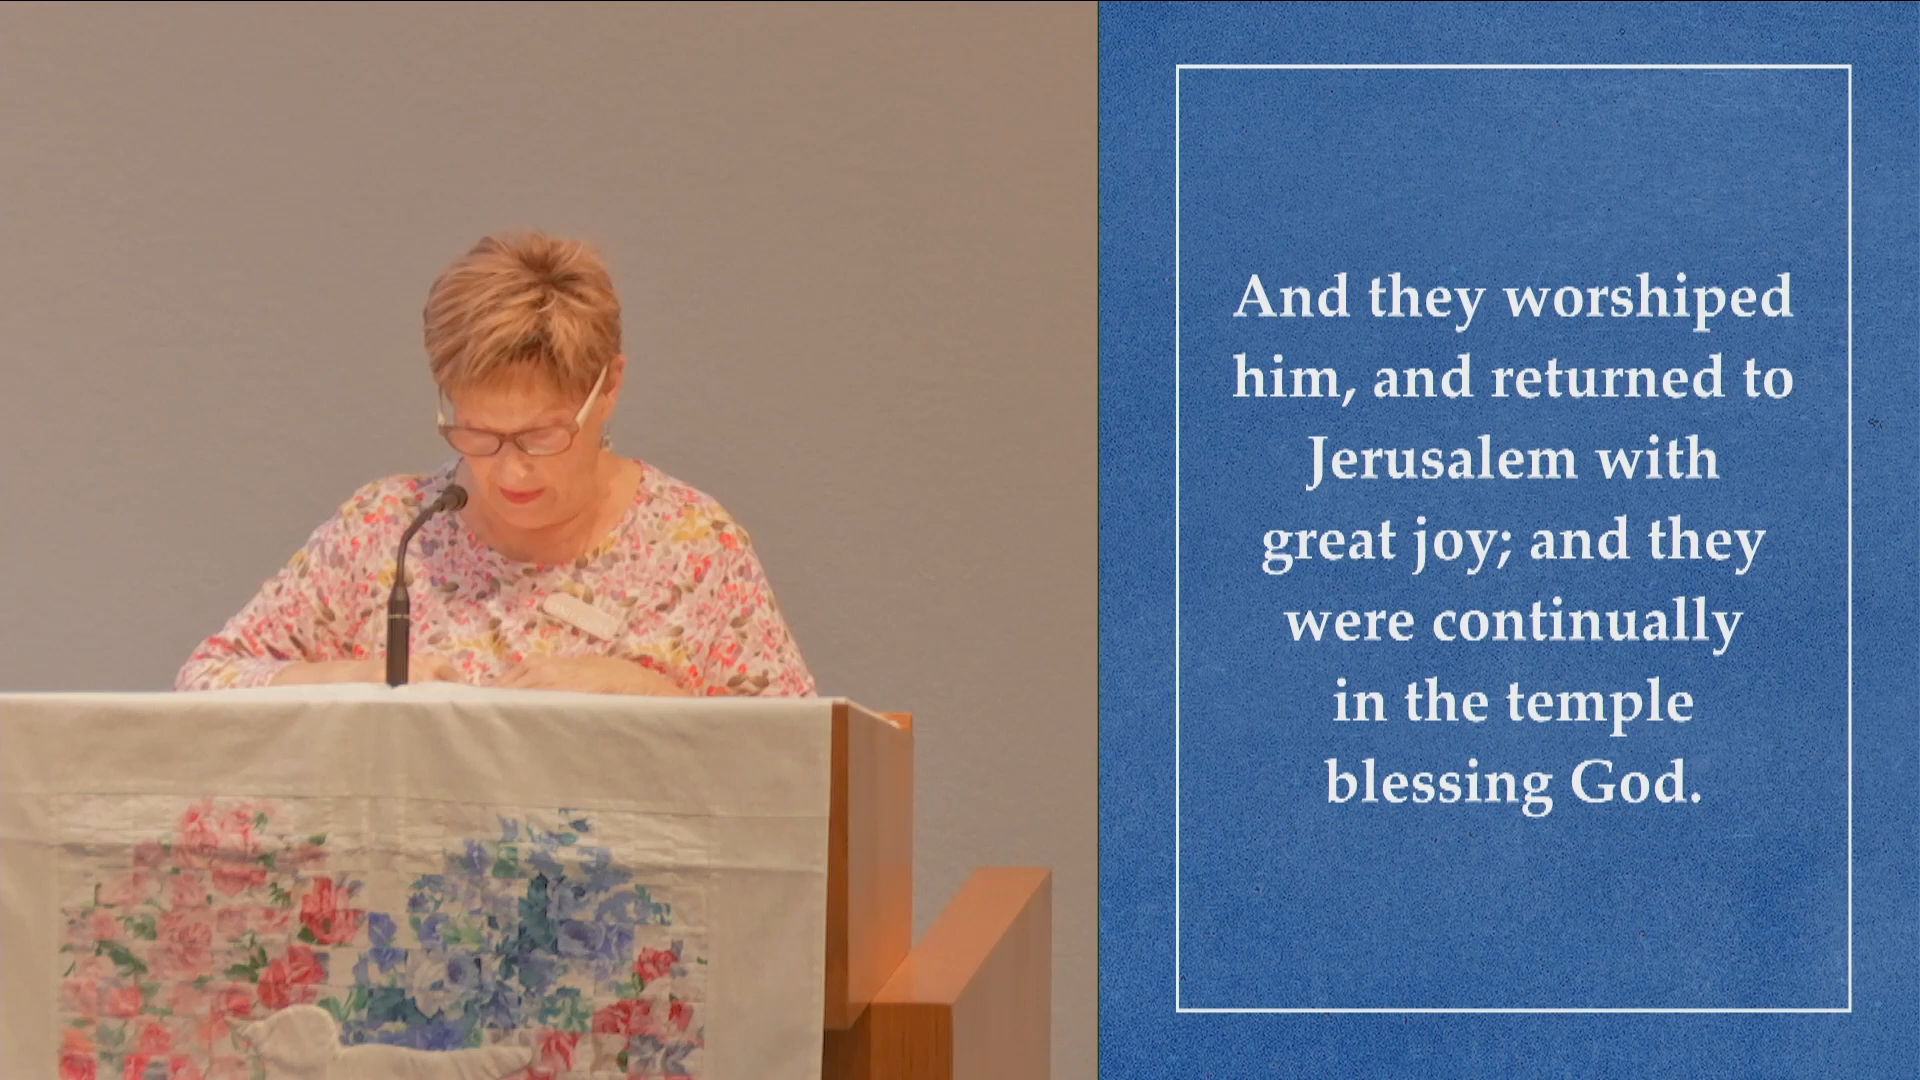 And they worshiped
him, and returned to
Jerusalem with
great joy; and they
were continually
in the temple
blessing God.